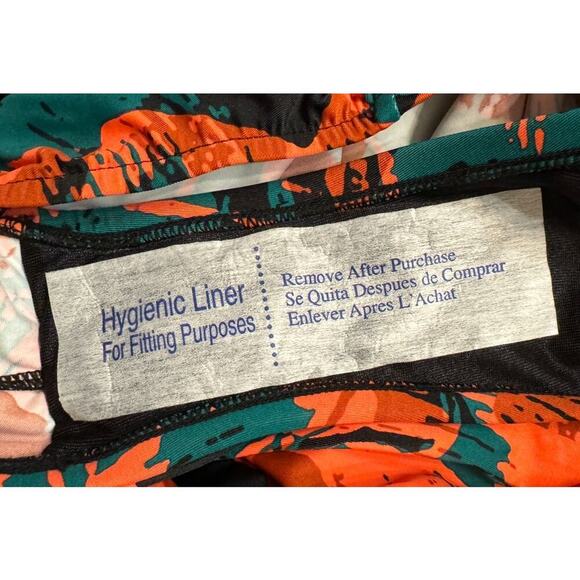 Hygienic Liner
For Fitting Purposes
Remove After Purchase
Se Quita Despues de Comprar
Enlever Apres L'Achat